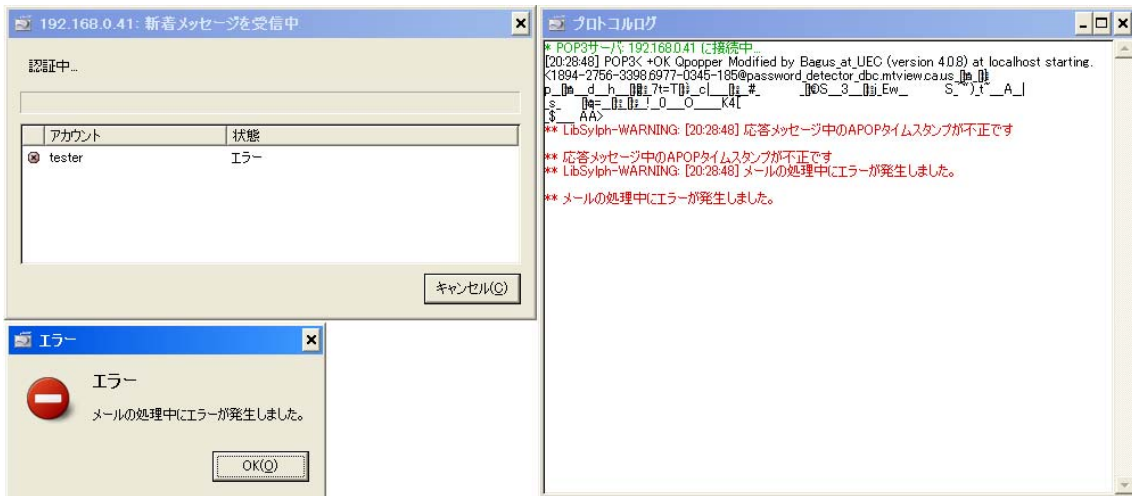 192.168.0.41: 新着メッセージを受信中
認証中...
アカウント 状態
tester エラー
キャンセル(C)
エラー
エラー
メールの処理中にエラーが発生しました。
OK(O)
プロトコルログ
* POP3サーバ: 192.168.0.41 に接続中...
[20:28:48] POP3< +OK Qpopper Modified by Bagus_at_UEC (version 4.0.8) at localhost starting.
<1894-2756-3398.6977-0345-185@password_detector_dbc.mtview.ca.us_
** LibSylph-WARNING: [20:28:48] 応答メッセージ中のAPOPタイムスタンプが不正です
** 応答メッセージ中のAPOPタイムスタンプが不正です
** LibSylph-WARNING: [20:28:48] メールの処理中にエラーが発生しました。
** メールの処理中にエラーが発生しました。